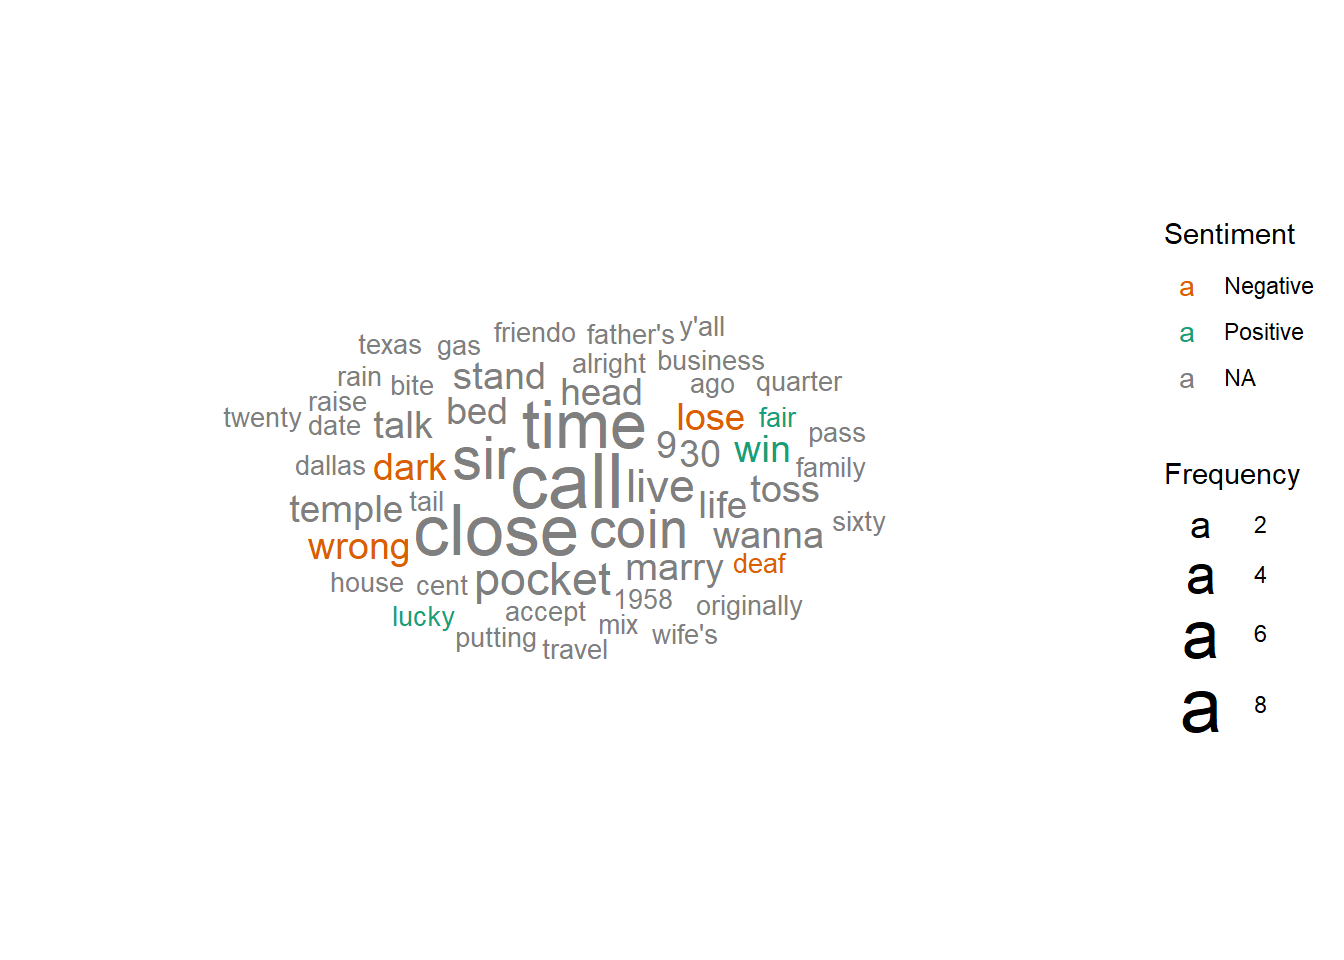 friendo father's y'all
texas gas alright business
rain bite stand head ago quarter
twenty raise date talk bed time lose fair pass
dallas dark sir 9 30 win family
call live life toss
temple tail close coin wanna sixty
wrong pocket marry deaf
house cent 1958 originally
lucky accept mix wife's
putting travel
Sentiment
a Negative
a Positive
a NA
Frequency
a 2
a 4
a 6
a 8